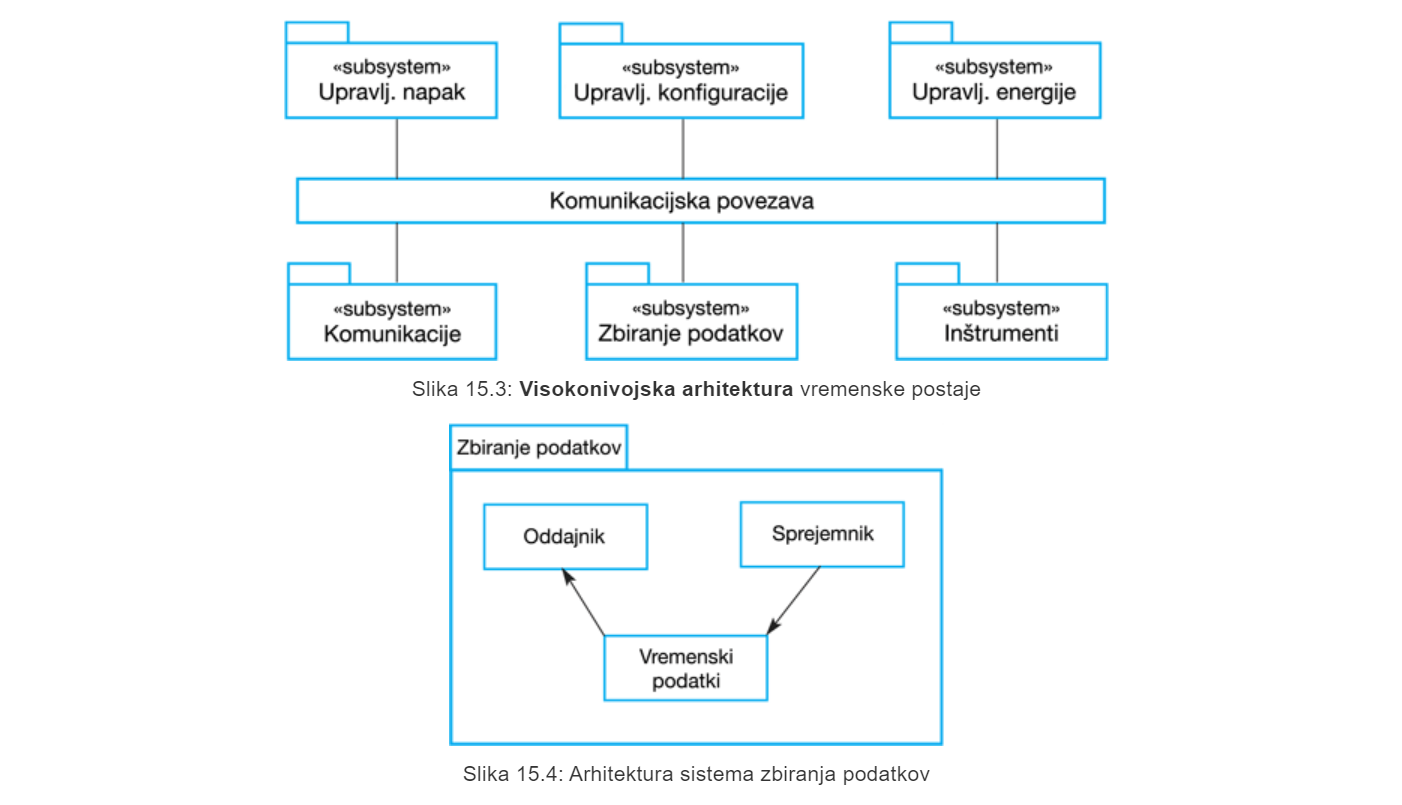 «subsystem»
Upravlj. napak
«subsystem»
Upravlj. konfiguracije
«subsystem»
Upravlj. energije
Komunikacijska povezava
«subsystem»
Komunikacije
«subsystem»
Zbiranje podatkov
«subsystem»
Inštrumenti
Slika 15.3: Visokonivojska arhitektura vremenske postaje
Zbiranje podatkov
Oddajnik
Sprejemnik
Vremenski
podatki
Slika 15.4: Arhitektura sistema zbiranja podatkov